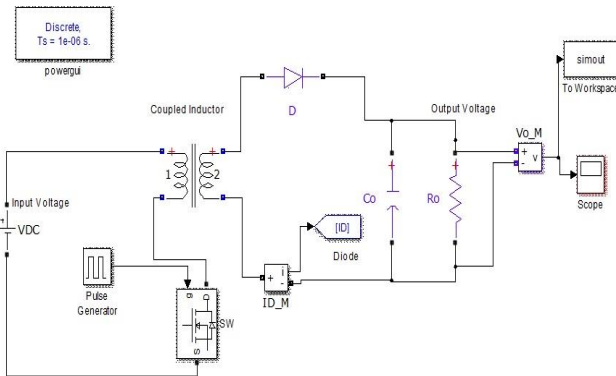 Discrete,
Ts = 1e-06 s.
powergui
simout
To Workspace
Coupled Inductor
D
Output Voltage
Vo_M
+
v
-
Scope
+
+
1
2
+
Co
+
Ro
Input Voltage
+
VDC
[ID]
Diode
Pulse
Generator
+
i
-
ID_M
g
D
SW
S